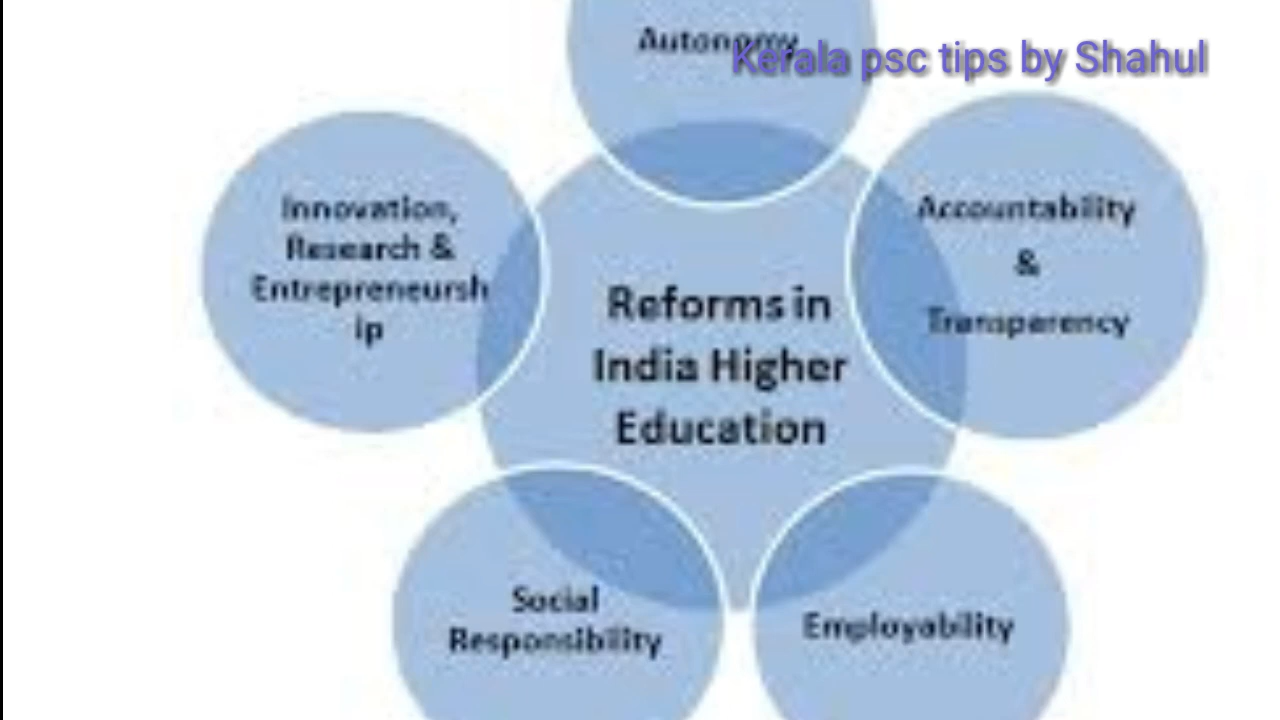 Autonomy
Kerala psc tips by Shahul
Innovation,
Research &
Entrepreneursh
ip
Accountability
&
Transparency
Reforms in
India Higher
Education
Social
Responsibility
Employability